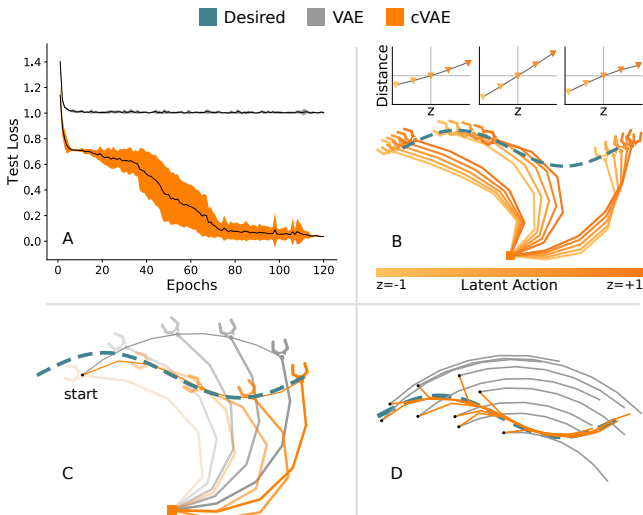 Desired VAE cVAE
Test Loss
1.4
1.2
1.0
0.8
0.6
0.4
0.2
0.0
A
0 20 40 60 80 100 120
Epochs
Distance
z z z
B
z=-1 Latent Action z=+1
start
C
D